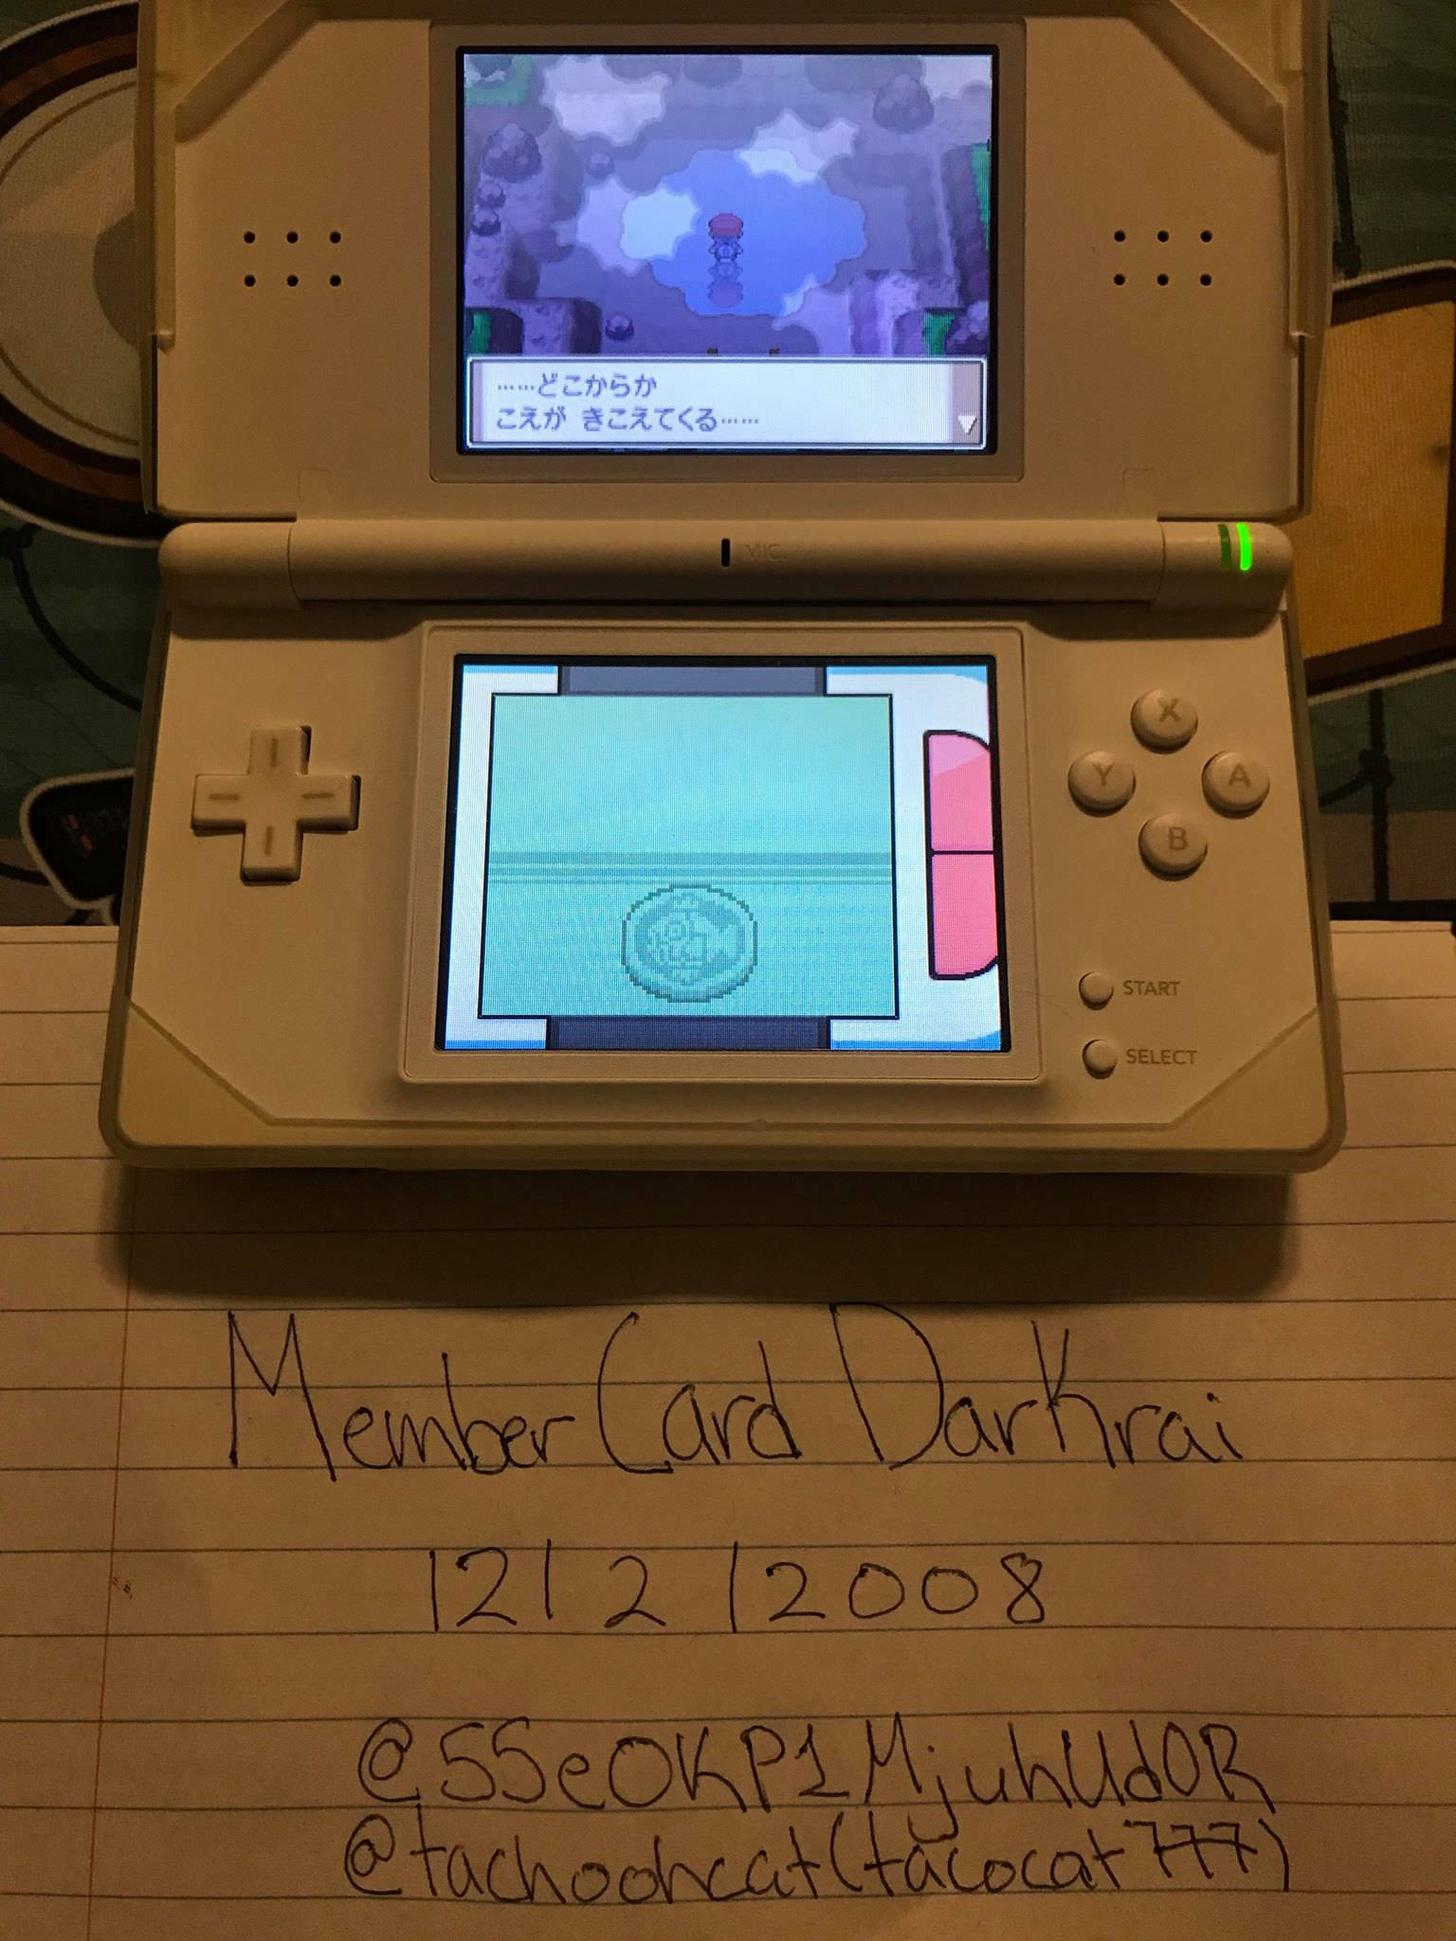 ……どこからか
こえが きこえてくる……
MIC.
X
Y
A
B
START
SELECT
Member Card Darkrai
12/2/2008
@SSeOKP1MjuhUdOR
@tachoohcat(tacocat777)